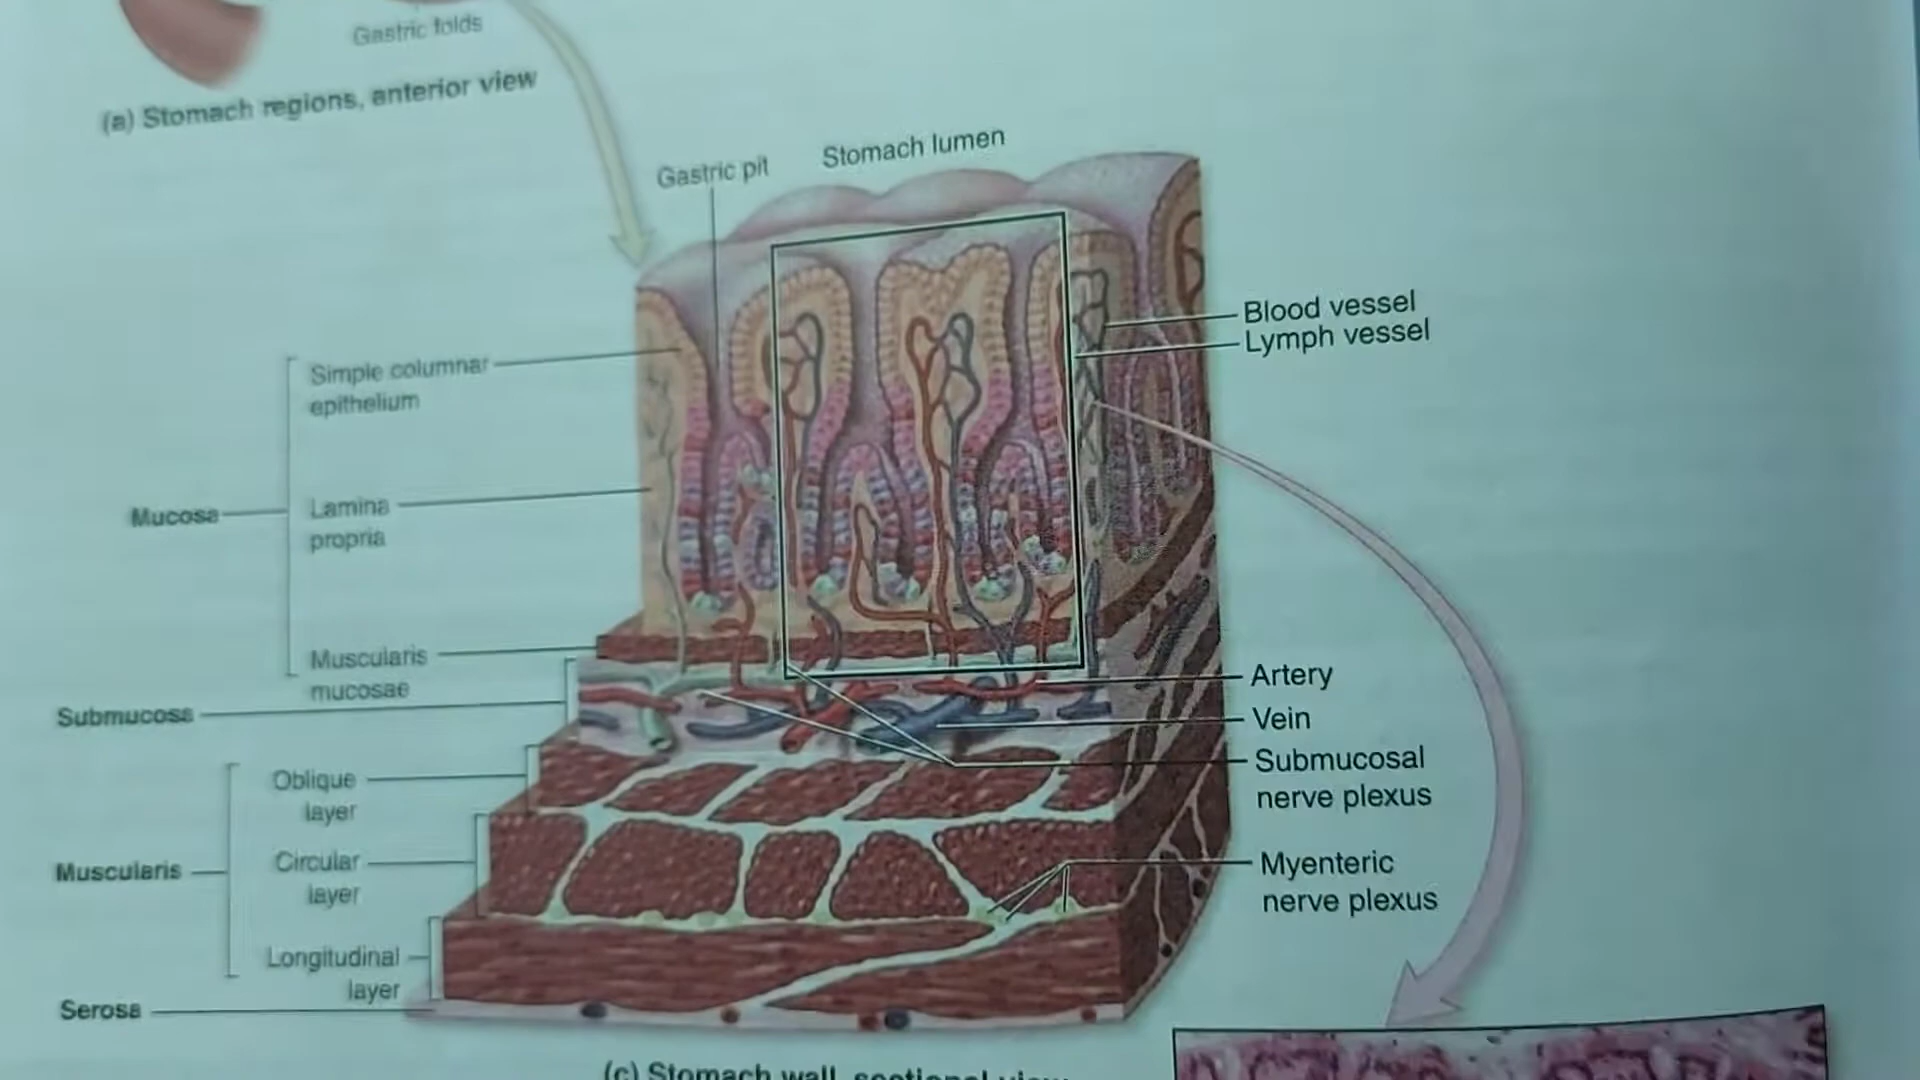 Gastric folds
(a) Stomach regions, anterior view
Gastric pit
Stomach lumen
Blood vessel
Lymph vessel
Simple columnar
epithelium
Mucosa
Lamina
propria
Muscularis
mucosae
Submucosa
Artery
Vein
Submucosal
nerve plexus
Oblique
layer
Muscularis
Circular
layer
Myenteric
nerve plexus
Longitudinal
layer
Serosa
(c) Stomach wall, sectional view